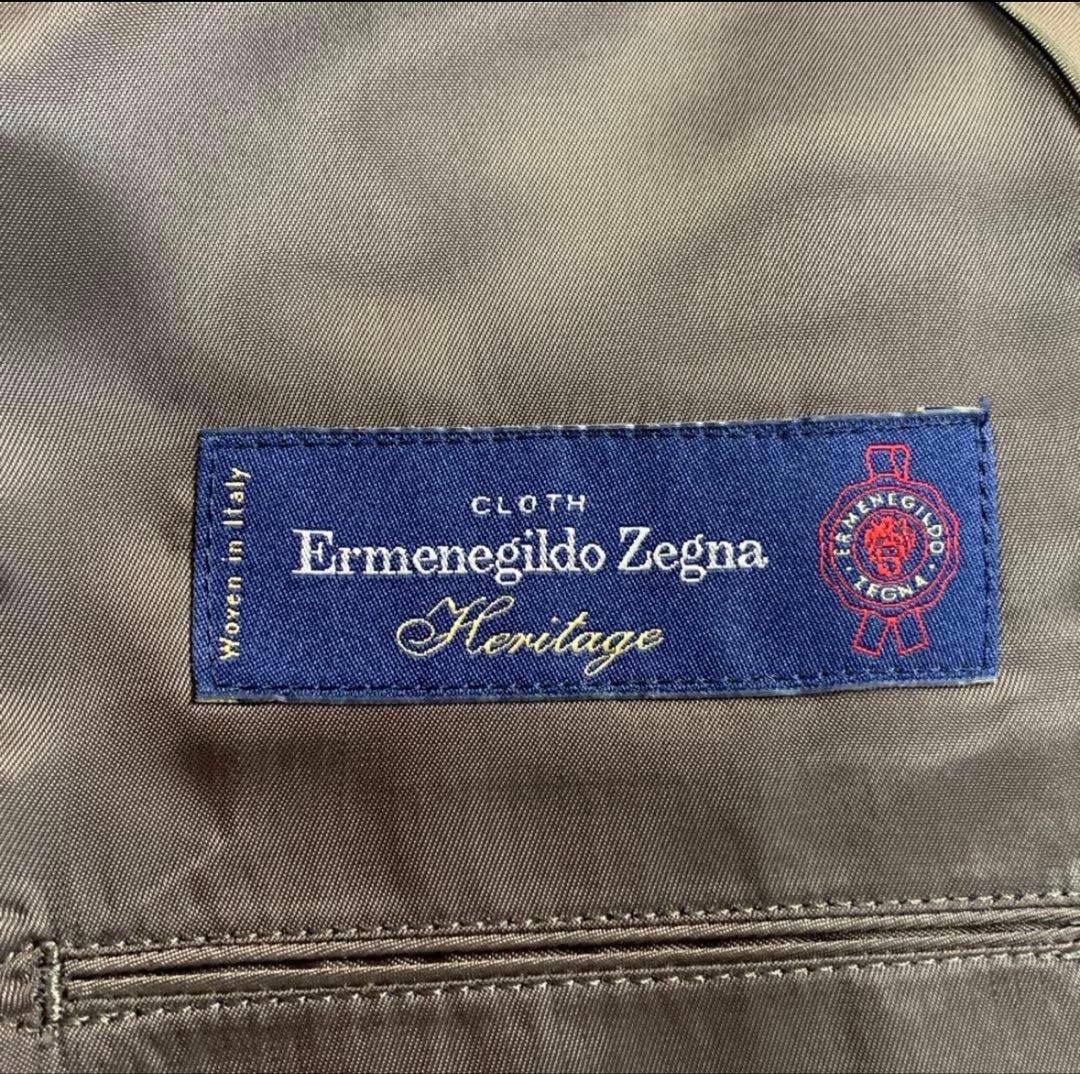 Woven in Italy
CLOTH
Ermenegildo Zegna
Heritage
ERMENEGILDO
ZEGNA